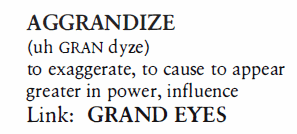 AGGRANDIZE
(uh GRAN dyze)
to exaggerate, to cause to appear
greater in power, influence
Link: GRAND EYES